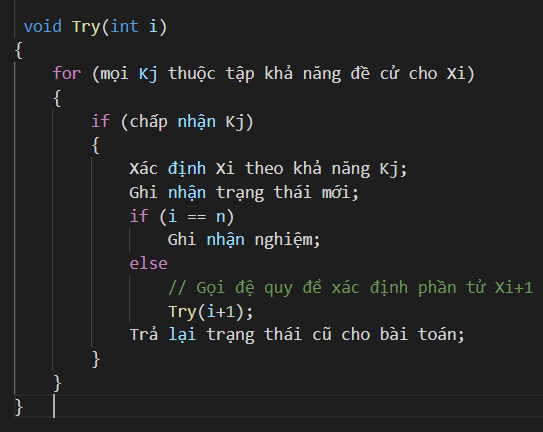 void Try(int i)
{
for (mọi Kj thuộc tập khả năng đề cử cho Xi)
{
if (chấp nhận Kj)
{
Xác định Xi theo khả năng Kj;
Ghi nhận trạng thái mới;
if (i == n)
Ghi nhận nghiệm;
else
// Gọi đệ quy để xác định phần tử Xi+1
Try(i+1);
Trả lại trạng thái cũ cho bài toán;
}
}
}